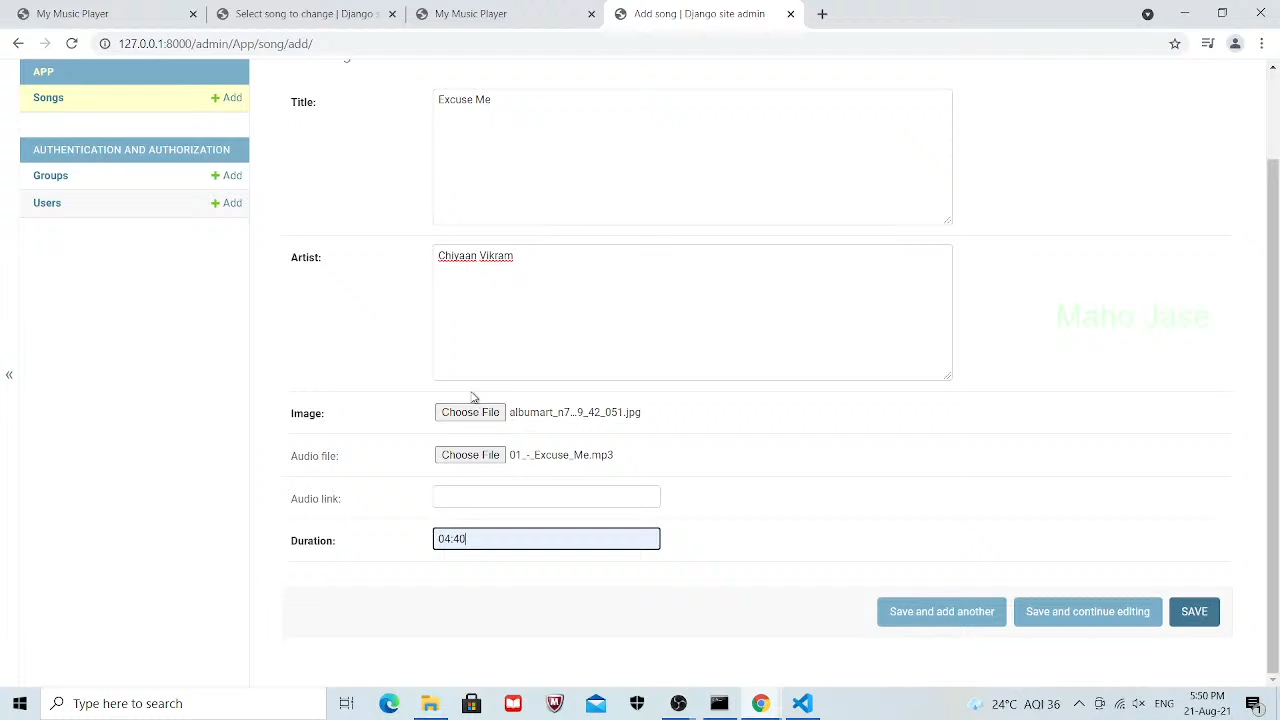 My Music Player
Select song to change | Django s
My Music Player
Add song | Django site admin
127.0.0.1:8000/admin/App/song/add/
APP
Songs
Add
AUTHENTICATION AND AUTHORIZATION
Groups
Add
Users
Add
Title:
Excuse Me
Artist:
Chiyaan Vikram
Maho Jase
Image:
Choose File albumart_n7...9_42_051.jpg
Audio file:
Choose File 01_-_Excuse_Me.mp3
Audio link:
Duration:
04:40
Save and add another
Save and continue editing
SAVE
Type here to search
24°C AQI 36
5:50 PM
21-Aug-21
1